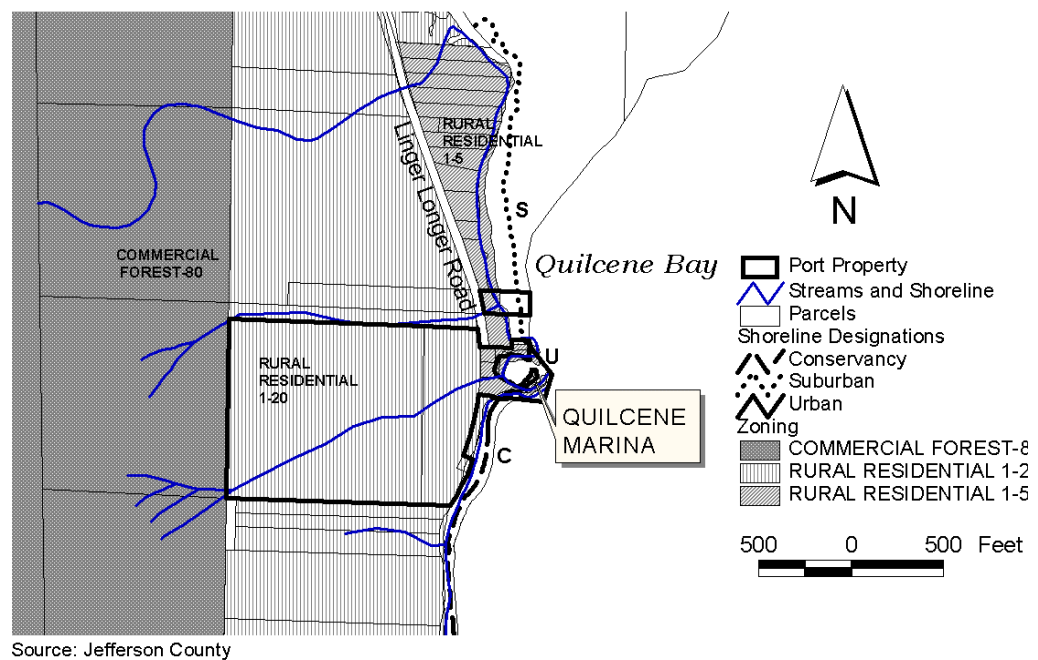 RURAL
RESIDENTIAL
1-5
Linger Longer Road
S
COMMERCIAL
FOREST-80
Quilcene Bay
RURAL
RESIDENTIAL
1-20
U
QUILCENE
MARINA
C
N
Port Property
Streams and Shoreline
Parcels
Shoreline Designations
Conservancy
Suburban
Urban
Zoning
COMMERCIAL FOREST-8
RURAL RESIDENTIAL 1-2
RURAL RESIDENTIAL 1-5
500 0 500 Feet
Source: Jefferson County